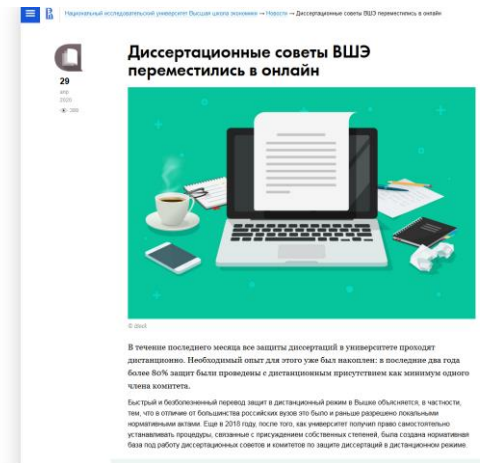 Национальный исследовательский университет Высшая школа экономики → Новости → Диссертационные советы ВШЭ переместились в онлайн
Диссертационные советы ВШЭ
переместились в онлайн
29
апр
2020
В течение последнего месяца все защиты диссертаций в университете проходят
дистанционно. Необходимый опыт для этого уже был накоплен: в последние два года
более 80% защит были проведены с дистанционным присутствием как минимум одного
члена комитета.
Быстрый и безболезненный перевод защит в дистанционный режим в Вышке объясняется, в частности,
тем, что в отличие от большинства российских вузов это было и раньше разрешено локальными
нормативными актами. Еще в 2018 году, после того, как университет получил право самостоятельно
устанавливать процедуры, связанные с присуждением собственных степеней, была создана нормативная
база под работу диссертационных советов и комитетов по защите диссертаций в дистанционном режиме.